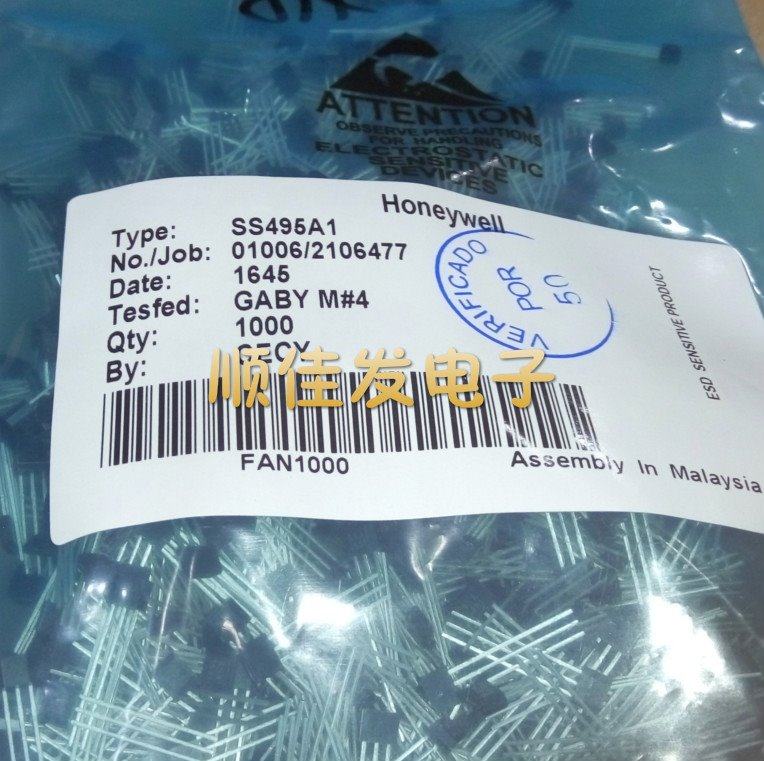 ATTENTION
OBSERVE PRECAUTIONS
FOR HANDLING
ELECTROSTATIC
SENSITIVE
DEVICES
Honeywell
Type: SS495A1
No./Job: 01006/2106477
Date: 1645
Tesfed: GABY M#4
Qty: 1000
By: CECY
顺佳发电子
FAN1000
Assembly In Malaysia
VERIFICADO
POR
50
ESD SENSITIVE PRODUCT